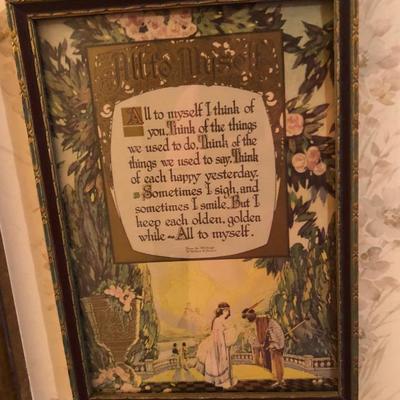 All to Myself
All to myself I think of
you, Think of the things
we used to do, Think of the
things we used to say, Think
of each happy yesterday,
Sometimes I sigh, and
sometimes I smile, But I
keep each olden, golden
while ~ All to myself.